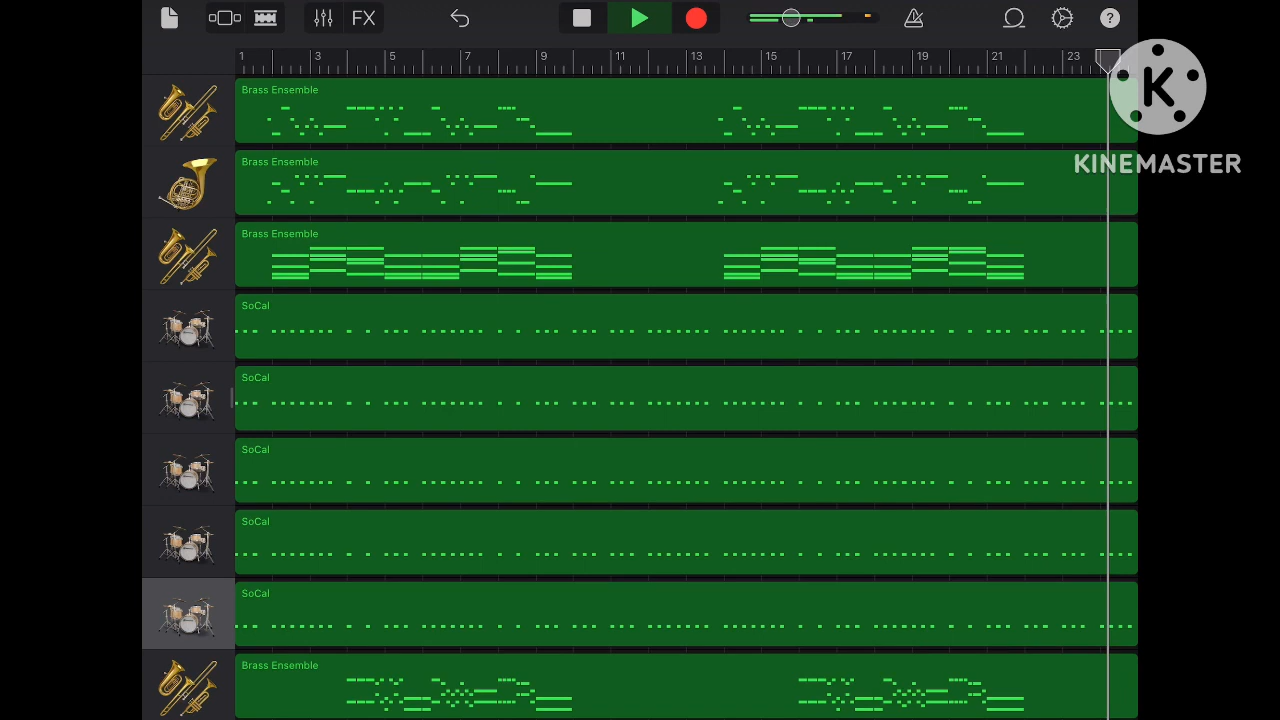 FX
?
1 3 5 7 9 11 13 15 17 19 21 23
K
KINEMASTER
Brass Ensemble
Brass Ensemble
Brass Ensemble
SoCal
SoCal
SoCal
SoCal
SoCal
Brass Ensemble